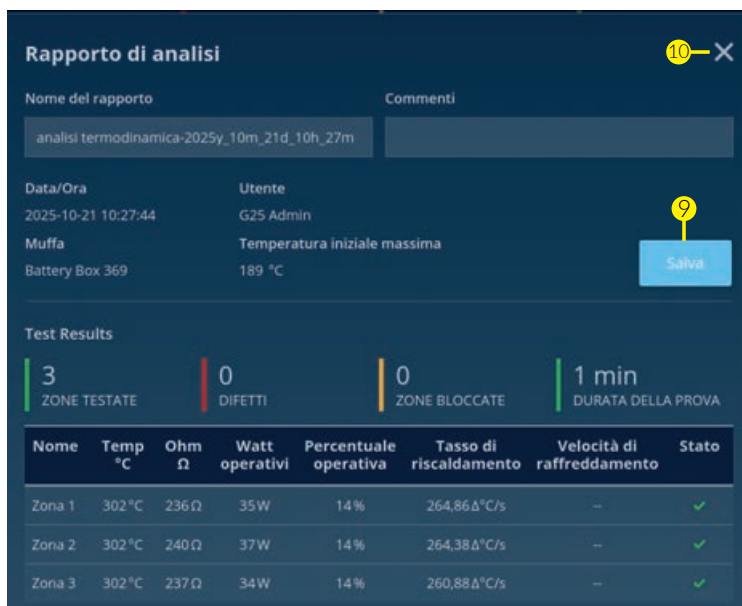 Rapporto di analisi
10
Nome del rapporto Commenti
analisi termodinamica-2025y_10m_21d_10h_27m
Data/Ora Utente
2025-10-21 10:27:44 G25 Admin
9
Muffa Temperatura iniziale massima
Battery Box 369 189 °C
Salva
Test Results
3 0 0 1 min
ZONE TESTATE DIFETTI ZONE BLOCCATE DURATA DELLA PROVA
Nome Temp °C Ohm Ω Watt operativi Percentuale operativa Tasso di riscaldamento Velocità di raffreddamento Stato
Zona 1 302°C 236Ω 35W 14% 264,86Δ°C/s -- ✓
Zona 2 302°C 240Ω 37W 14% 264,38Δ°C/s -- ✓
Zona 3 302°C 237Ω 34W 14% 260,88Δ°C/s -- ✓